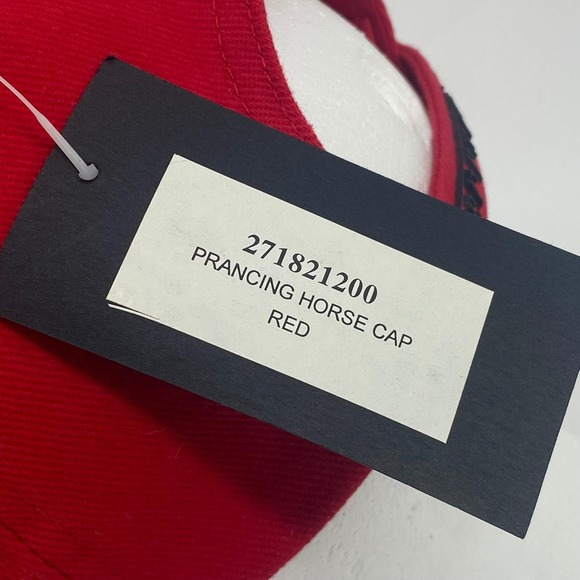 271821200
PRANCING HORSE CAP
RED